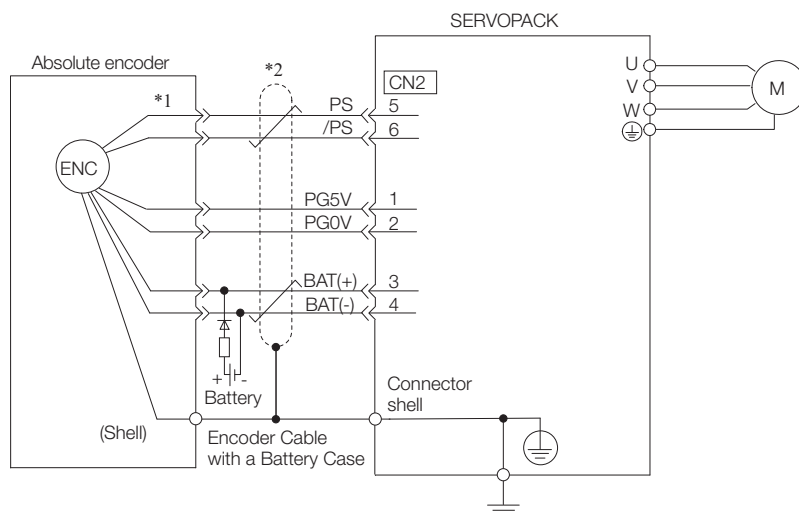 SERVOPACK
Absolute encoder
*1
*2
CN2
U
V
W
M
PS
5
/PS
6
ENC
PG5V
1
PG0V
2
BAT(+)
3
BAT(-)
4
+
-
Battery
Connector
shell
(Shell)
Encoder Cable
with a Battery Case